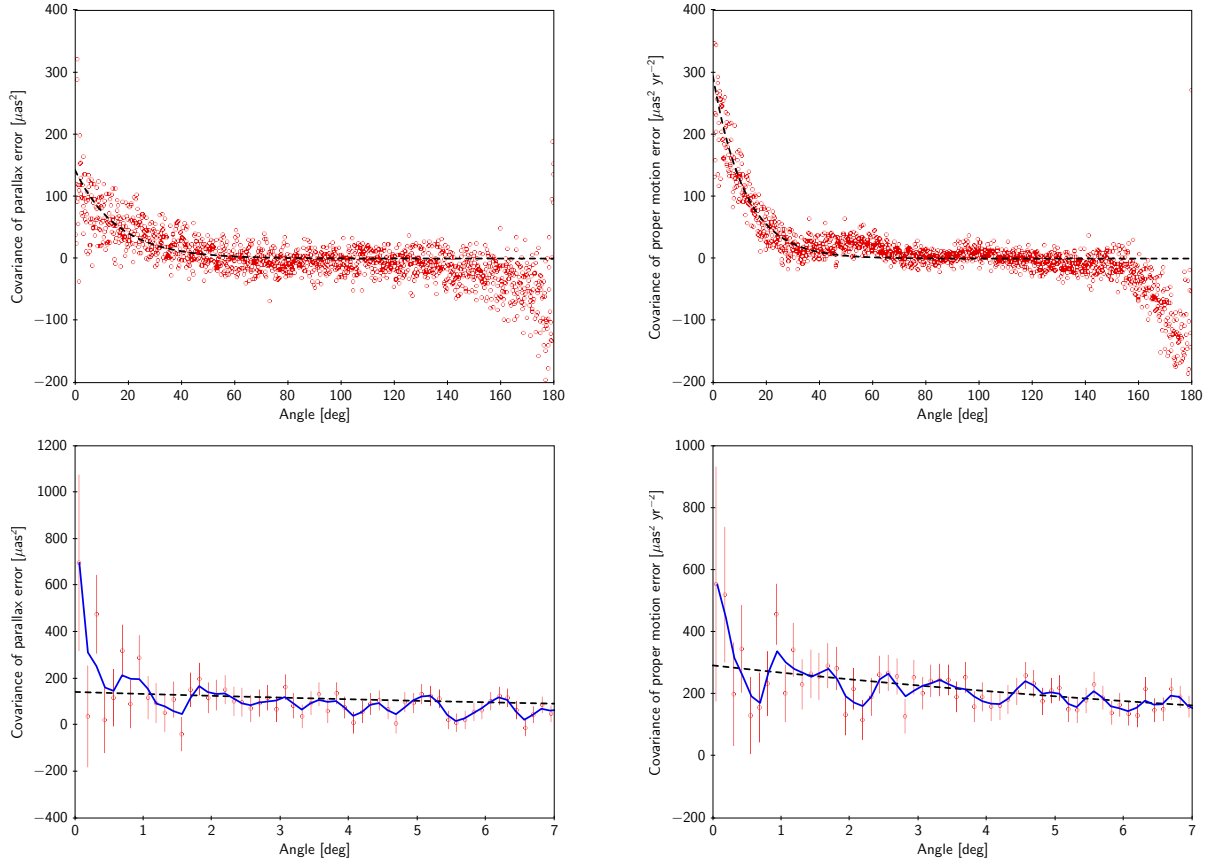 400
300
200
100
0
−100
−200
Covariance of parallax error [μas²]
0 20 40 60 80 100 120 140 160 180
Angle [deg]
400
300
200
100
0
−100
−200
Covariance of proper motion error [μas² yr⁻²]
0 20 40 60 80 100 120 140 160 180
Angle [deg]
1200
1000
800
600
400
200
0
−200
−400
Covariance of parallax error [μas²]
0 1 2 3 4 5 6 7
Angle [deg]
1000
800
600
400
200
0
−200
Covariance of proper motion error [μas² yr⁻²]
0 1 2 3 4 5 6 7
Angle [deg]